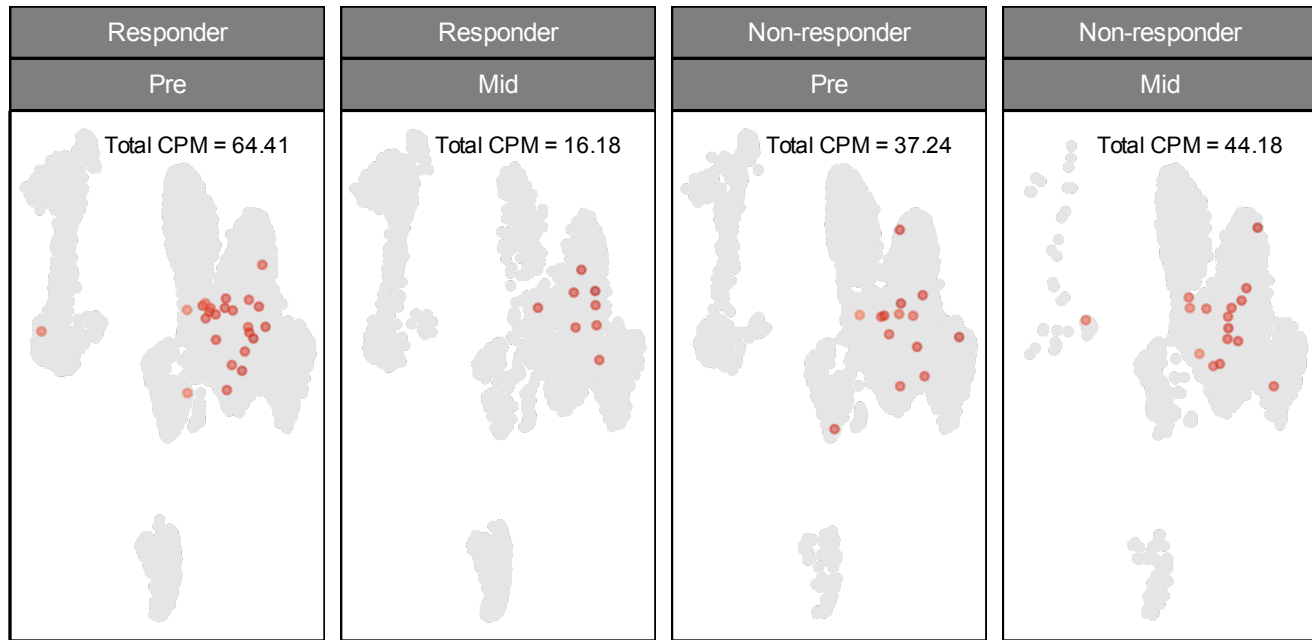 Responder
Responder
Non-responder
Non-responder
Pre
Mid
Pre
Mid
Total CPM = 64.41
Total CPM = 16.18
Total CPM = 37.24
Total CPM = 44.18